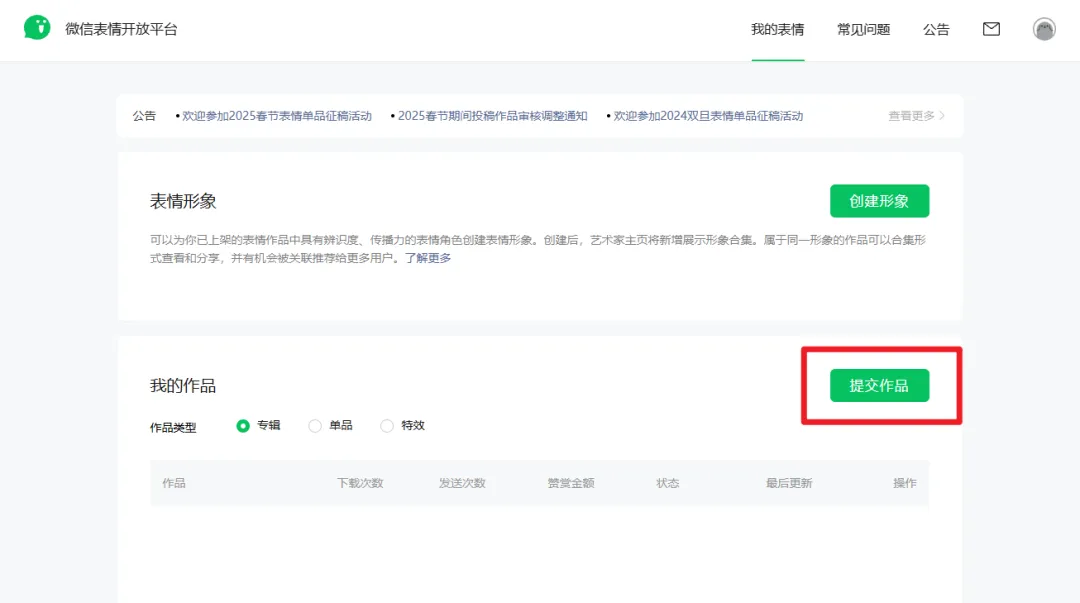 微信表情开放平台 我的表情 常见问题 公告
公告 •欢迎参加2025春节表情单品征稿活动 •2025春节期间投稿作品审核调整通知 •欢迎参加2024双旦表情单品征稿活动 查看更多
表情形象 创建形象
可以为你已上架的表情作品中具有辨识度、传播力的表情角色创建表情形象。创建后，艺术家主页将新增展示形象合集。属于同一形象的作品可以合集形
式查看和分享，并有机会被关联推荐给更多用户。了解更多
我的作品 提交作品
作品类型 专辑 单品 特效
作品 下载次数 发送次数 赞赏金额 状态 最后更新 操作